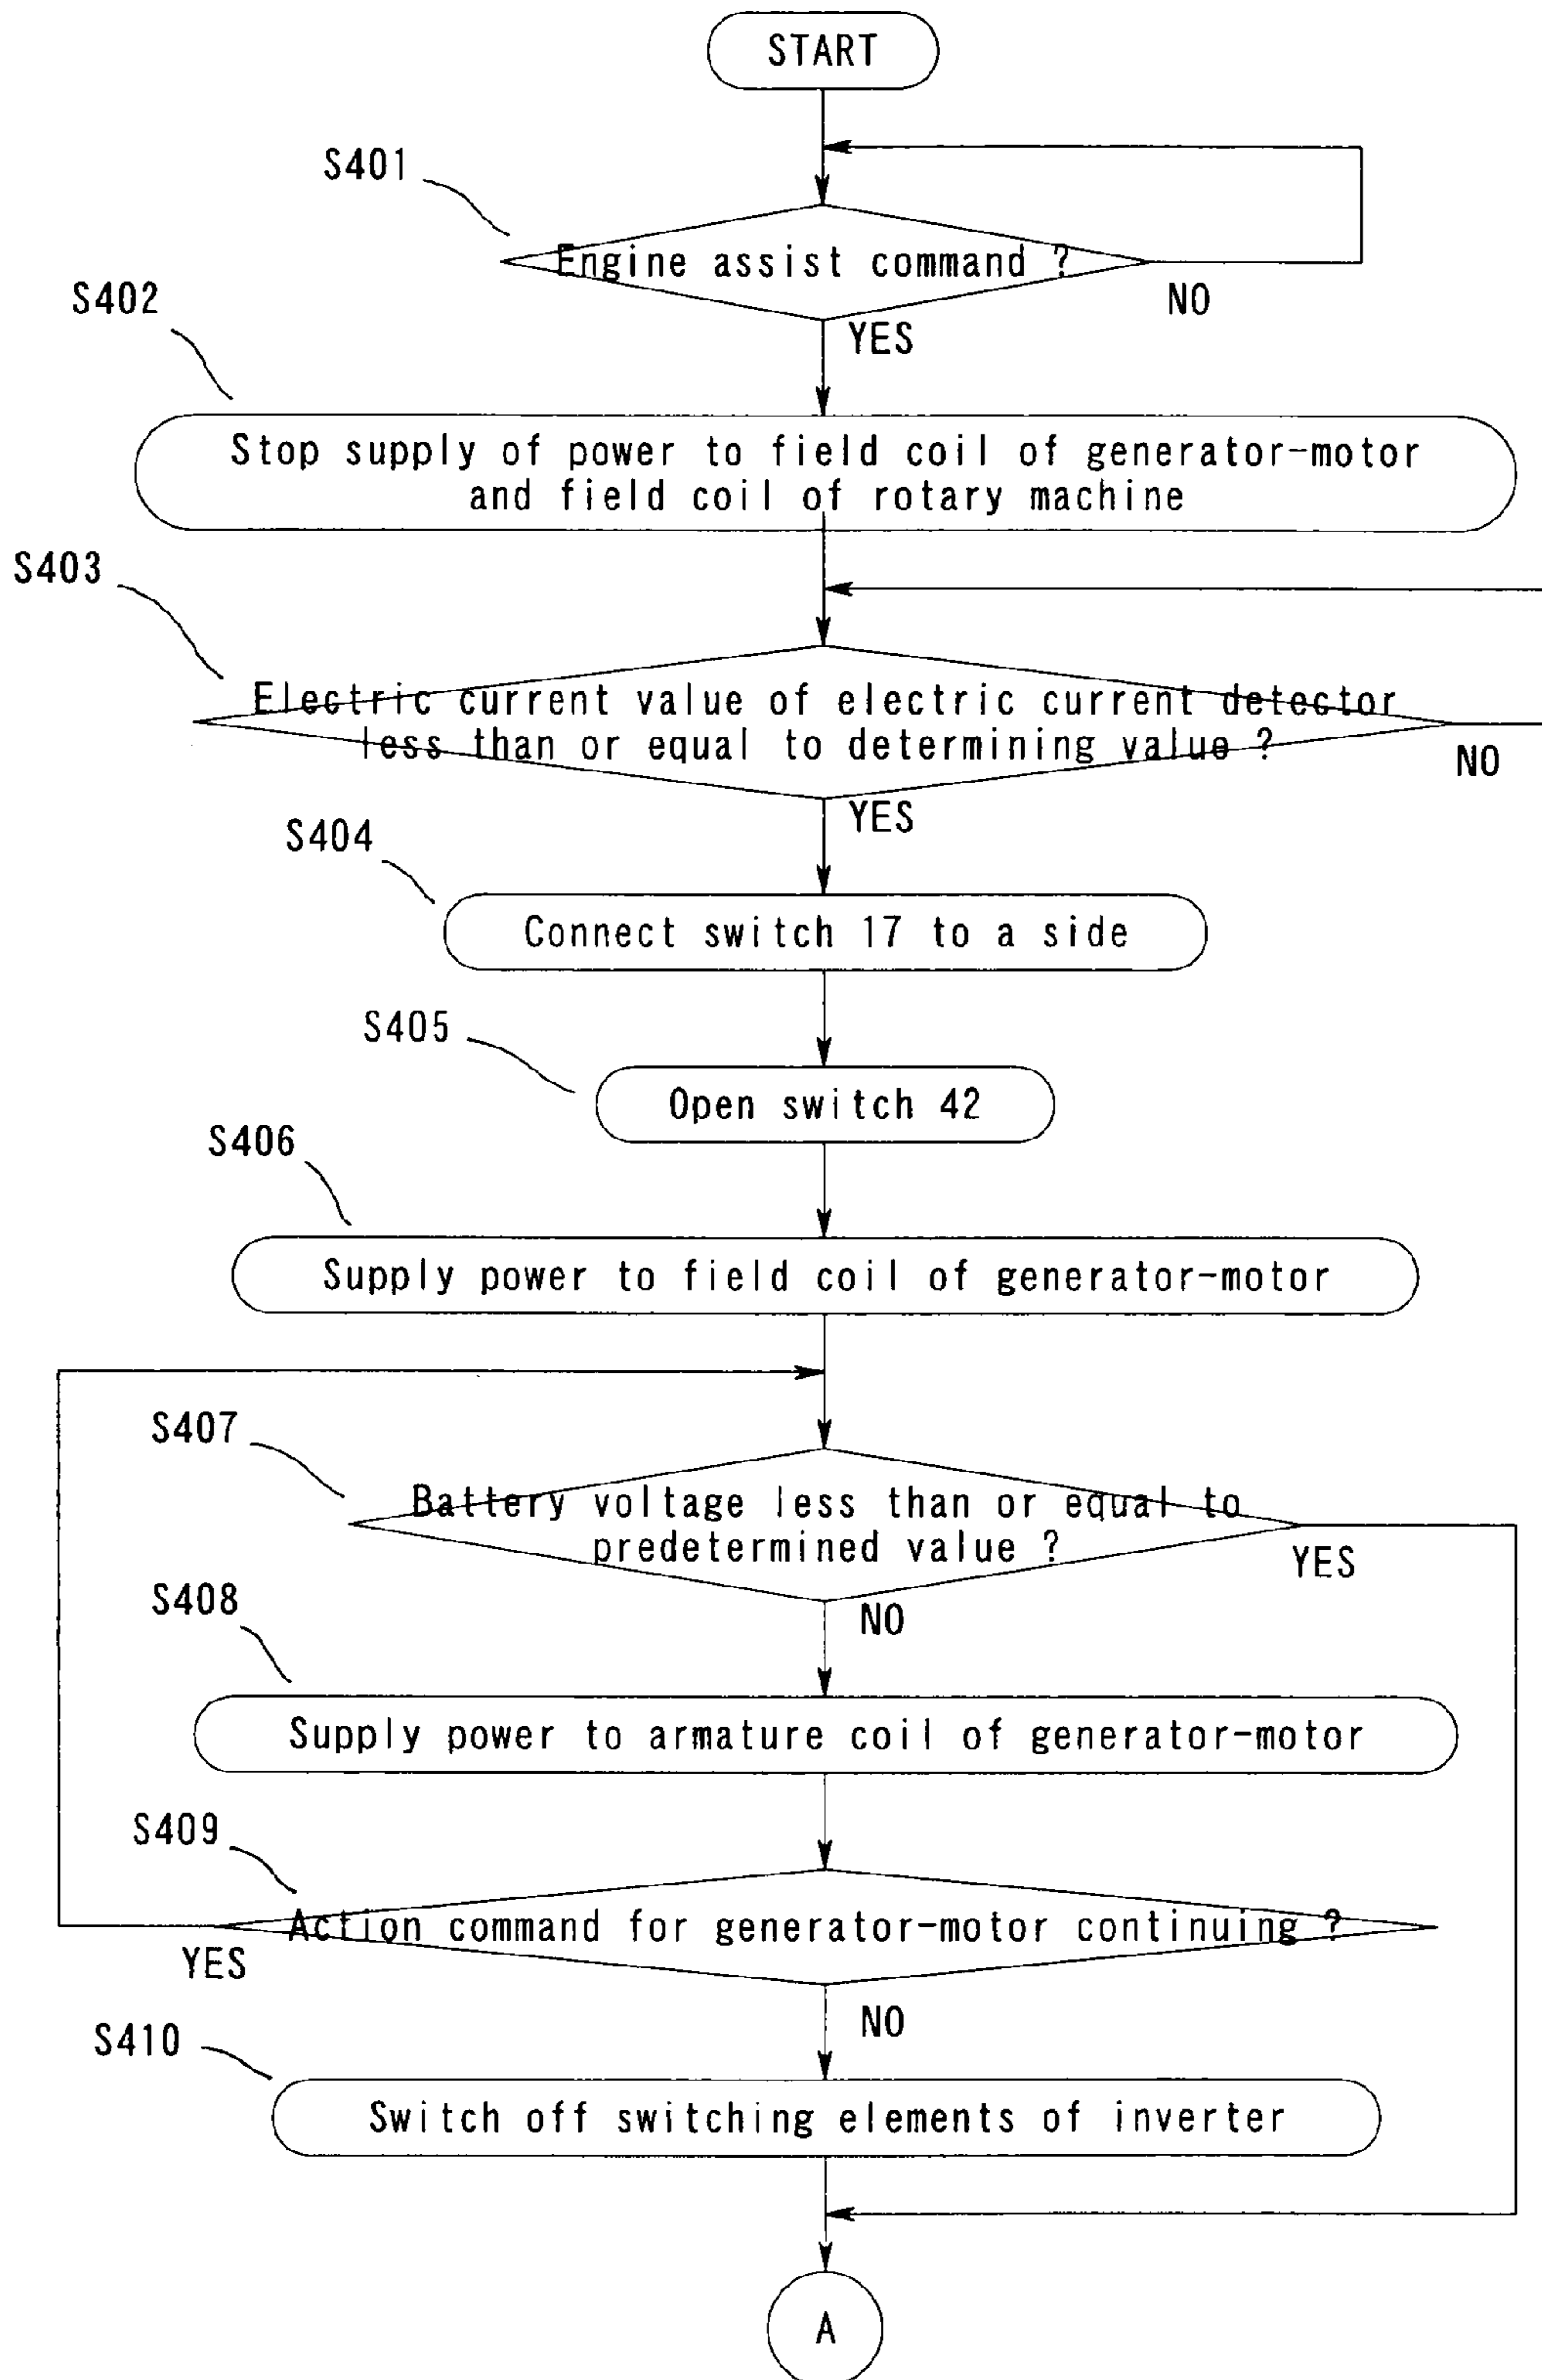 START
S401
Engine assist command ?
NO
S402
YES
Stop supply of power to field coil of generator-motor
and field coil of rotary machine
S403
Electric current value of electric current detector
less than or equal to determining value ?
NO
YES
S404
Connect switch 17 to a side
S405
Open switch 42
S406
Supply power to field coil of generator-motor
S407
Battery voltage less than or equal to
predetermined value ?
YES
S408
NO
Supply power to armature coil of generator-motor
S409
Action command for generator-motor continuing ?
YES
NO
S410
Switch off switching elements of inverter
A